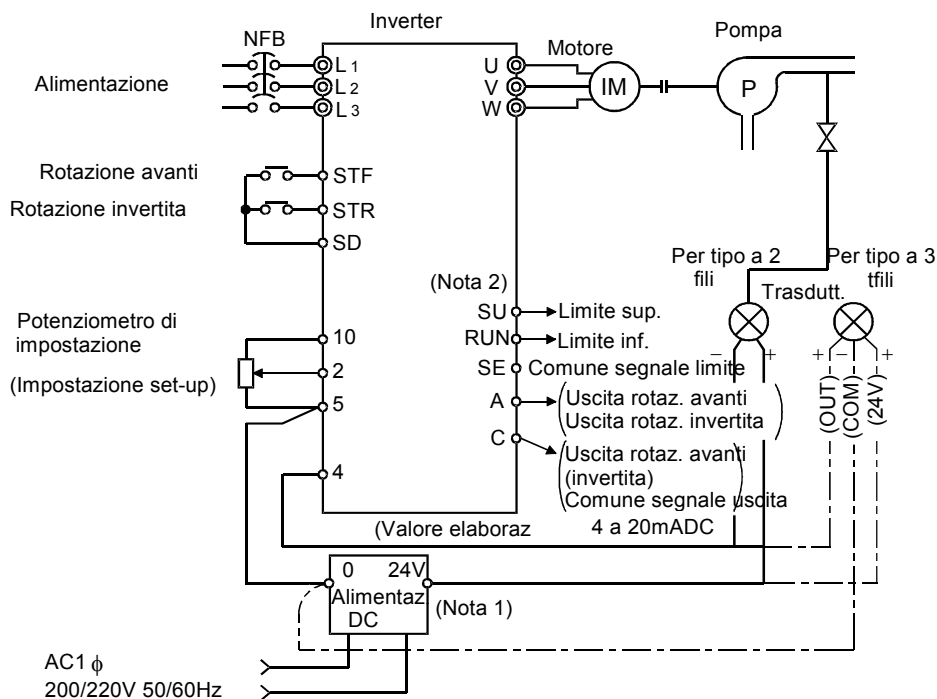 Inverter
NFB
Motore
Pompa
Alimentazione
L1
L2
L3
U
V
W
IM
P
Rotazione avanti
STF
Rotazione invertita
STR
SD
Per tipo a 2
fili
Per tipo a 3
tfili
Trasdutt.
(Nota 2)
SU
Limite sup.
RUN
Limite inf.
SE
Comune segnale limite
Potenziometro di
impostazione
(Impostazione set-up)
10
2
5
4
A
(Uscita rotaz. avanti
Uscita rotaz. invertita)
C
(Uscita rotaz. avanti
(invertita)
Comune segnale uscita)
− +
+ − +
(OUT)
(COM)
(24V)
(Valore elaboraz
4 a 20mADC
0 24V
Alimentaz
DC
(Nota 1)
AC1 ϕ
200/220V 50/60Hz